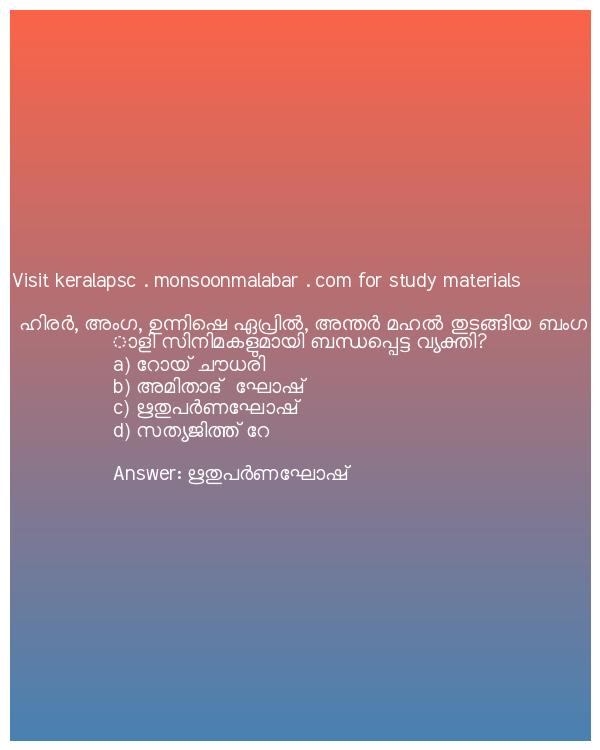 Visit keralapsc . monsoonmalabar . com for study materials
ഹിരർ, അംഗ, ഉന്നിഷെ ഏപ്രിൽ, അന്തർ മഹൽ തുടങ്ങിയ ബംഗ
ാളി സിനിമകളുമായി ബന്ധപ്പെട്ട വ്യക്തി?
a) റോയ് ചൗധരി
b) അമിതാഭ് ഘോഷ്
c) ഋതുപർണഘോഷ്
d) സത്യജിത്ത് റേ
Answer: ഋതുപർണഘോഷ്